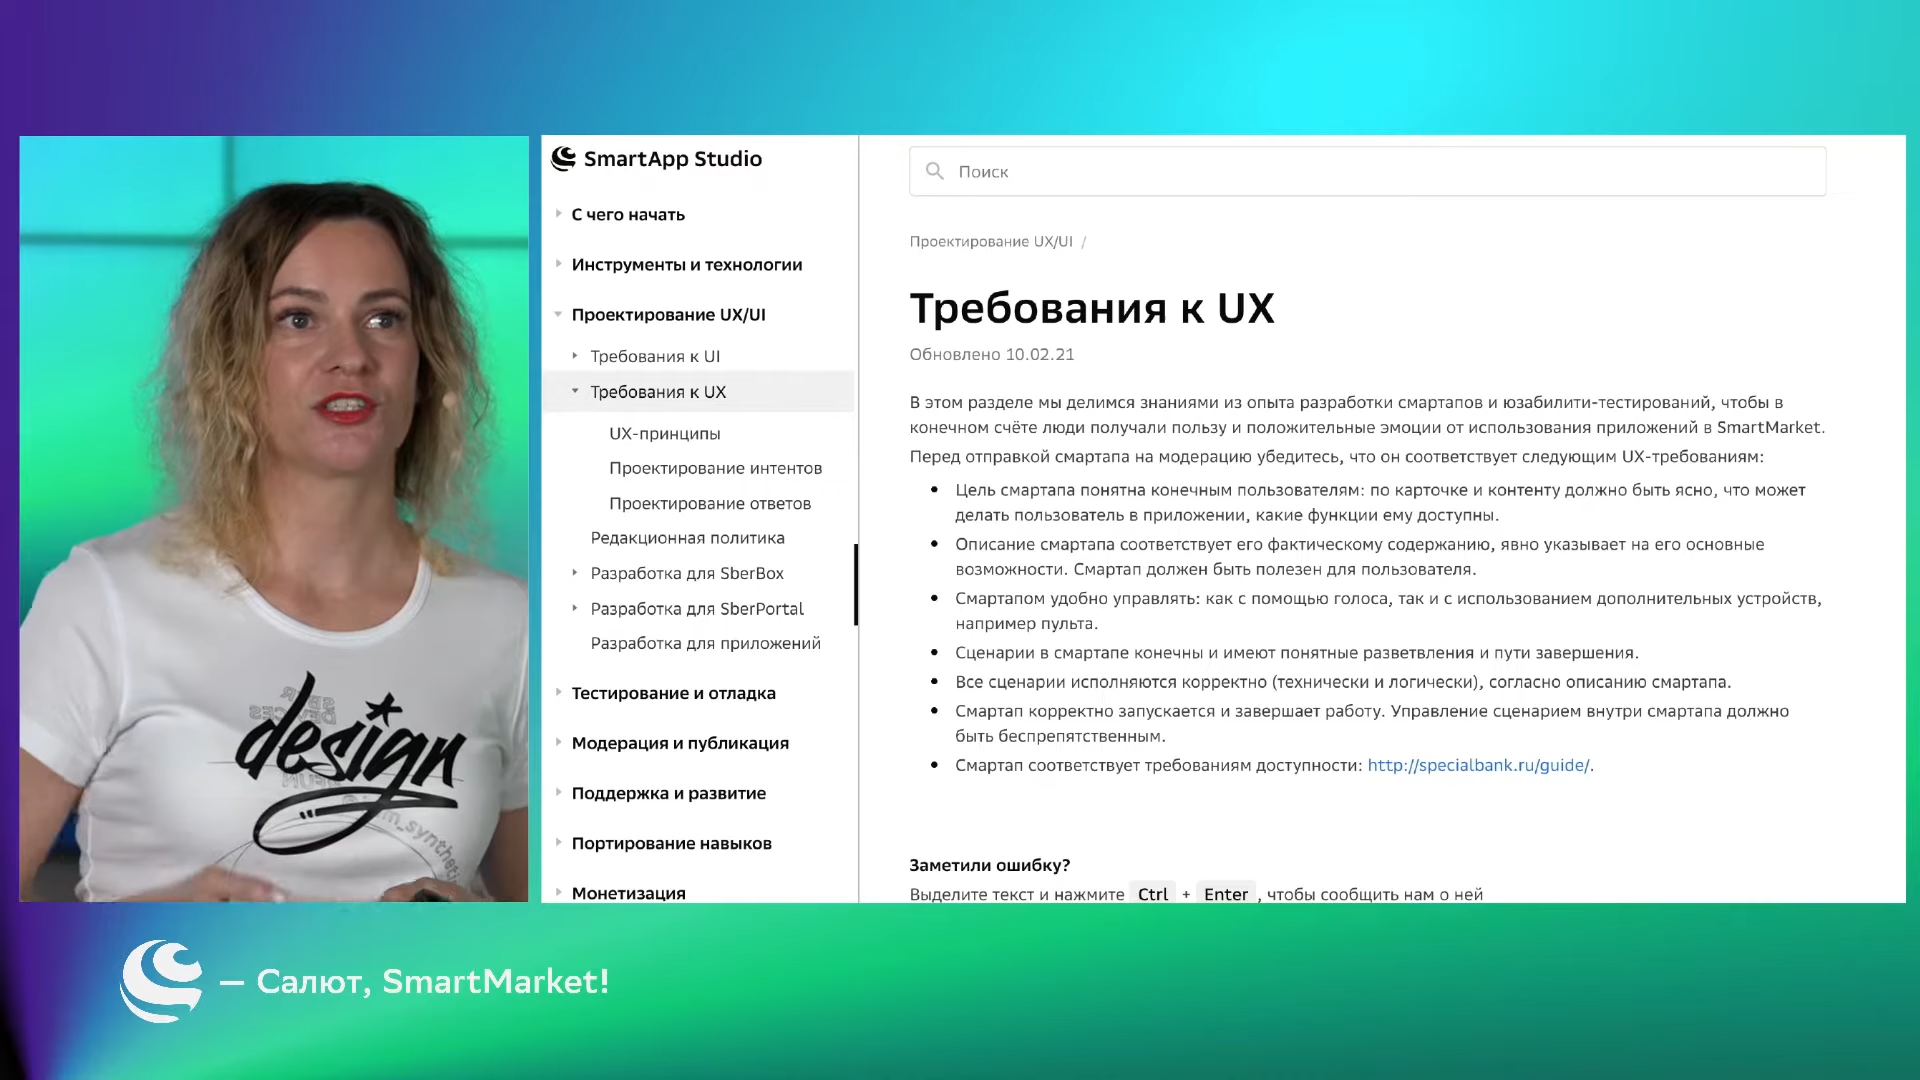 SmartApp Studio
С чего начать
Инструменты и технологии
Проектирование UX/UI
Требования к UI
Требования к UX
UX-принципы
Проектирование интентов
Проектирование ответов
Редакционная политика
Разработка для SberBox
Разработка для SberPortal
Разработка для приложений
Тестирование и отладка
Модерация и публикация
Поддержка и развитие
Портирование навыков
Монетизация
Поиск
Проектирование UX/UI /
Требования к UX
Обновлено 10.02.21
В этом разделе мы делимся знаниями из опыта разработки смартапов и юзабилити-тестирований, чтобы в
конечном счёте люди получали пользу и положительные эмоции от использования приложений в SmartMarket.
Перед отправкой смартапа на модерацию убедитесь, что он соответствует следующим UX-требованиям:
• Цель смартапа понятна конечным пользователям: по карточке и контенту должно быть ясно, что может
делать пользователь в приложении, какие функции ему доступны.
• Описание смартапа соответствует его фактическому содержанию, явно указывает на его основные
возможности. Смартап должен быть полезен для пользователя.
• Смартапом удобно управлять: как с помощью голоса, так и с использованием дополнительных устройств,
например пульта.
• Сценарии в смартапе конечны и имеют понятные разветвления и пути завершения.
• Все сценарии исполняются корректно (технически и логически), согласно описанию смартапа.
• Смартап корректно запускается и завершает работу. Управление сценарием внутри смартапа должно
быть беспрепятственным.
• Смартап соответствует требованиям доступности: http://specialbank.ru/guide/.
Заметили ошибку?
Выделите текст и нажмите Ctrl + Enter , чтобы сообщить нам о ней
design
— Салют, SmartMarket!